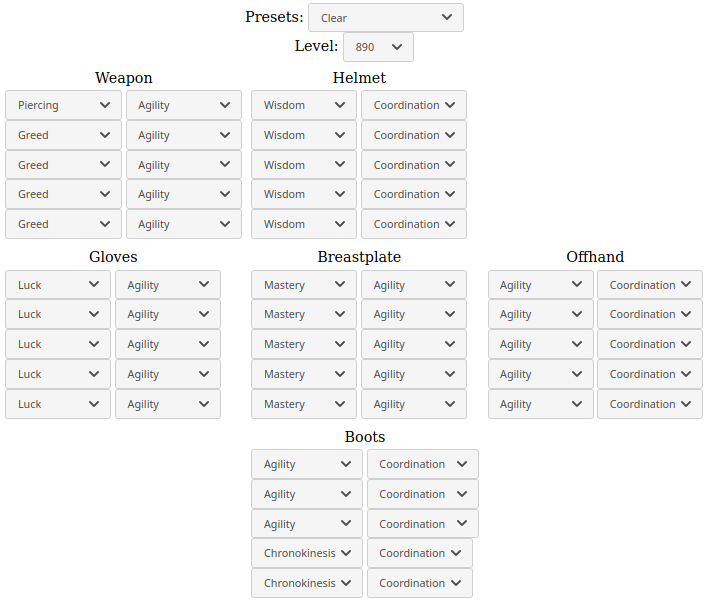 Presets: Clear
Level: 890
Weapon Helmet
Piercing Agility Wisdom Coordination
Greed Agility Wisdom Coordination
Greed Agility Wisdom Coordination
Greed Agility Wisdom Coordination
Greed Agility Wisdom Coordination
Gloves Breastplate Offhand
Luck Agility Mastery Agility Agility Coordination
Luck Agility Mastery Agility Agility Coordination
Luck Agility Mastery Agility Agility Coordination
Luck Agility Mastery Agility Agility Coordination
Luck Agility Mastery Agility Agility Coordination
Boots
Agility Coordination
Agility Coordination
Agility Coordination
Chronokinesis Coordination
Chronokinesis Coordination